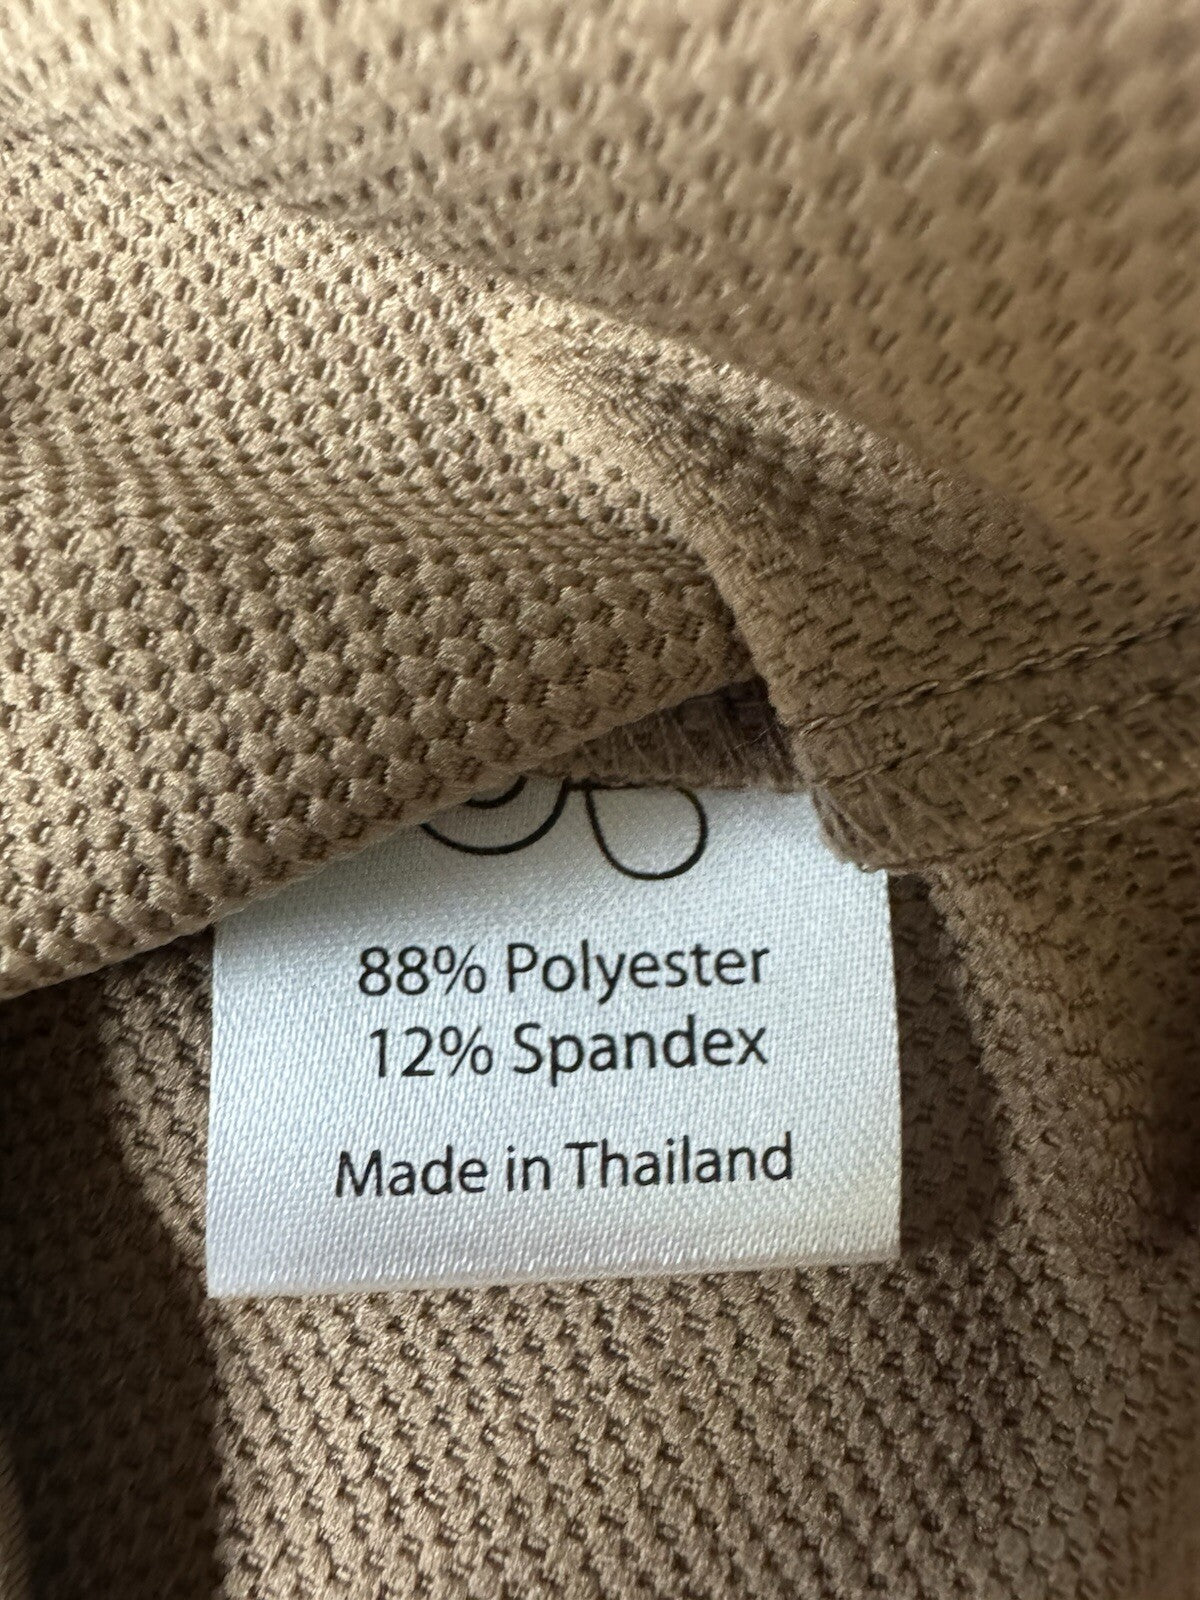 88% Polyester
12% Spandex
Made in Thailand